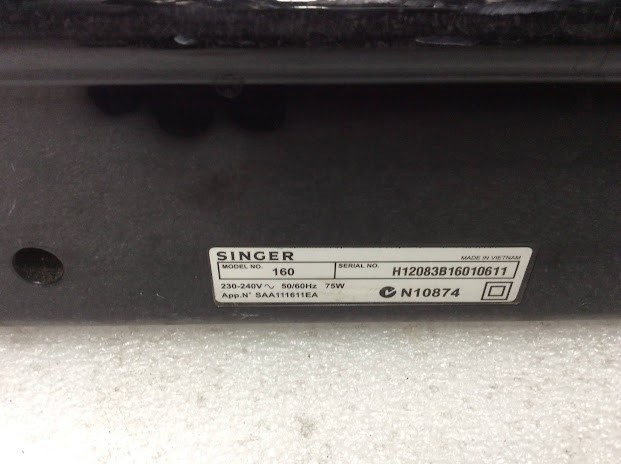 SINGER
MADE IN VIETNAM
MODEL NO. 160 SERIAL NO. H12083B16010611
230-240V ~ 50/60Hz 75W
App.N° SAA111611EA
N10874